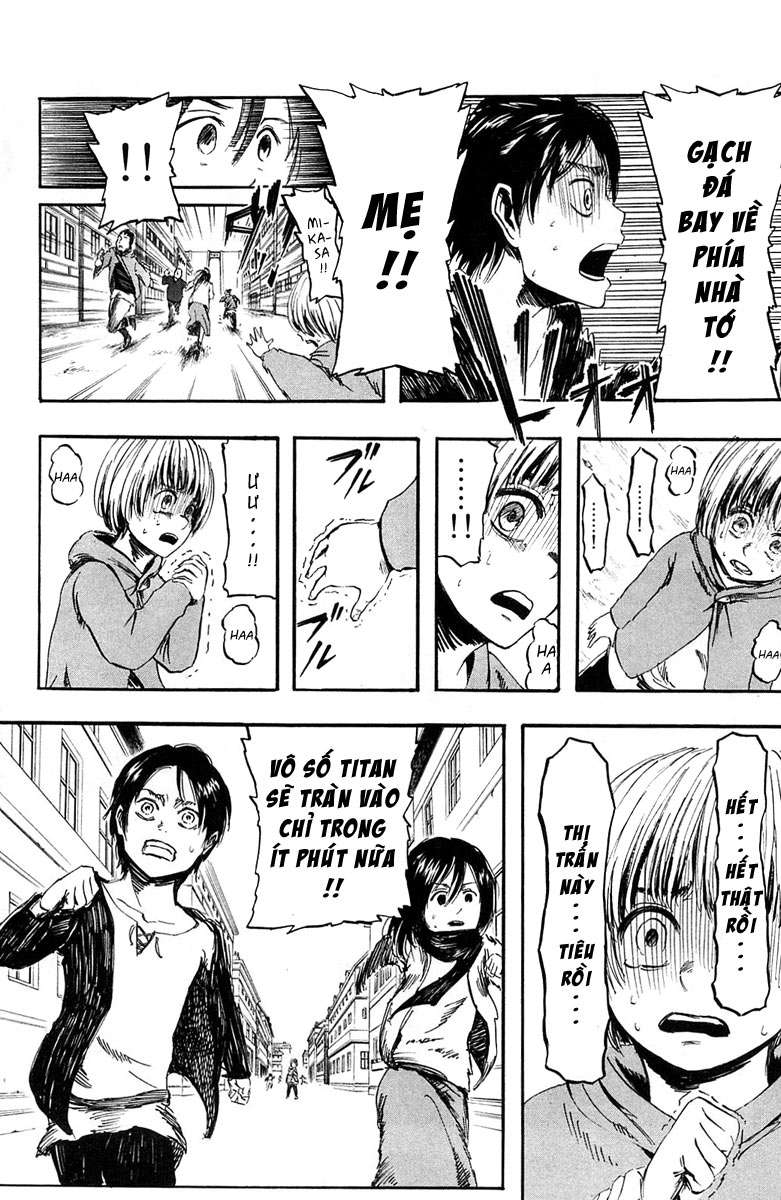 GẠCH
ĐÁ
BAY VỀ
PHÍA
NHÀ
TỚ
!!
MẸ
!!
!!
MI-
KA-
SA
!!
HAA
.......
......
HAA
......
!!
HA
A
Ư
Ư
...
!!
HAA
HAA
HẾT
...
HẾT
THẬT
RỒI
...
THỊ
TRẤN
NÀY
...
TIÊU
RỒI
...
VÔ SỐ TITAN
SẼ TRÀN VÀO
CHỈ TRONG
ÍT PHÚT NỮA
!!